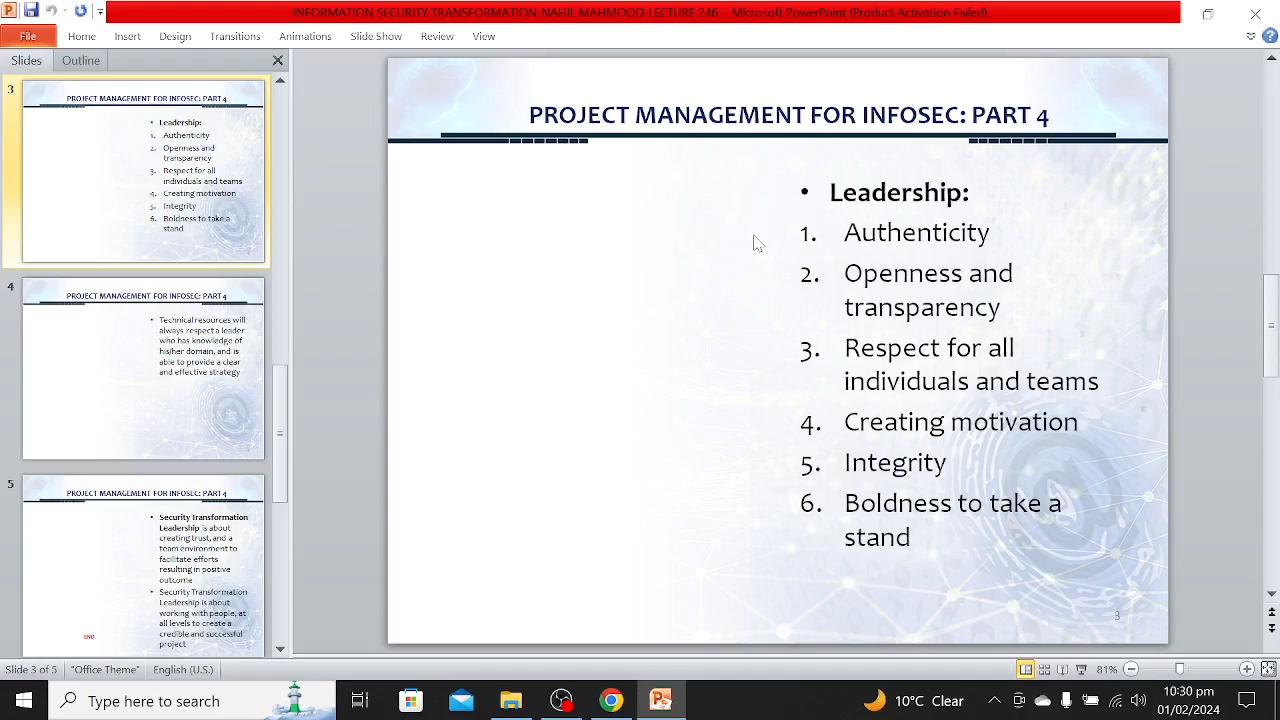 INFORMATION SECURITY TRANSFORMATION- NAHIL MAHMOOD- LECTURE 246 - Microsoft PowerPoint (Product Activation Failed)
File Home Insert Design Transitions Animations Slide Show Review View
Slides Outline
3
PROJECT MANAGEMENT FOR INFOSEC: PART 4
• Leadership:
1. Authenticity
2. Openness and
transparency
3. Respect for all
individuals and teams
4. Creating motivation
5. Integrity
6. Boldness to take a
stand
4
PROJECT MANAGEMENT FOR INFOSEC: PART 4
• Technical resources will
always respect a leader
who has knowledge of
his/her domain, and is
able to provide a clear
and effective strategy
5
PROJECT MANAGEMENT FOR INFOSEC: PART 4
• Security Transformation
Leadership is about
creating trust, and a
team environment to
facilitate efforts
resulting in positive
outcome
• Security Transformation
Leadership is about
working with people, at
all levels to create a
credible and successful
project
END
PROJECT MANAGEMENT FOR INFOSEC: PART 4
• Leadership:
1. Authenticity
2. Openness and
transparency
3. Respect for all
individuals and teams
4. Creating motivation
5. Integrity
6. Boldness to take a
stand
3
Slide 3 of 5 "Office Theme" English (U.S.) 81%
Type here to search 10°C Clear 10:30 pm
01/02/2024